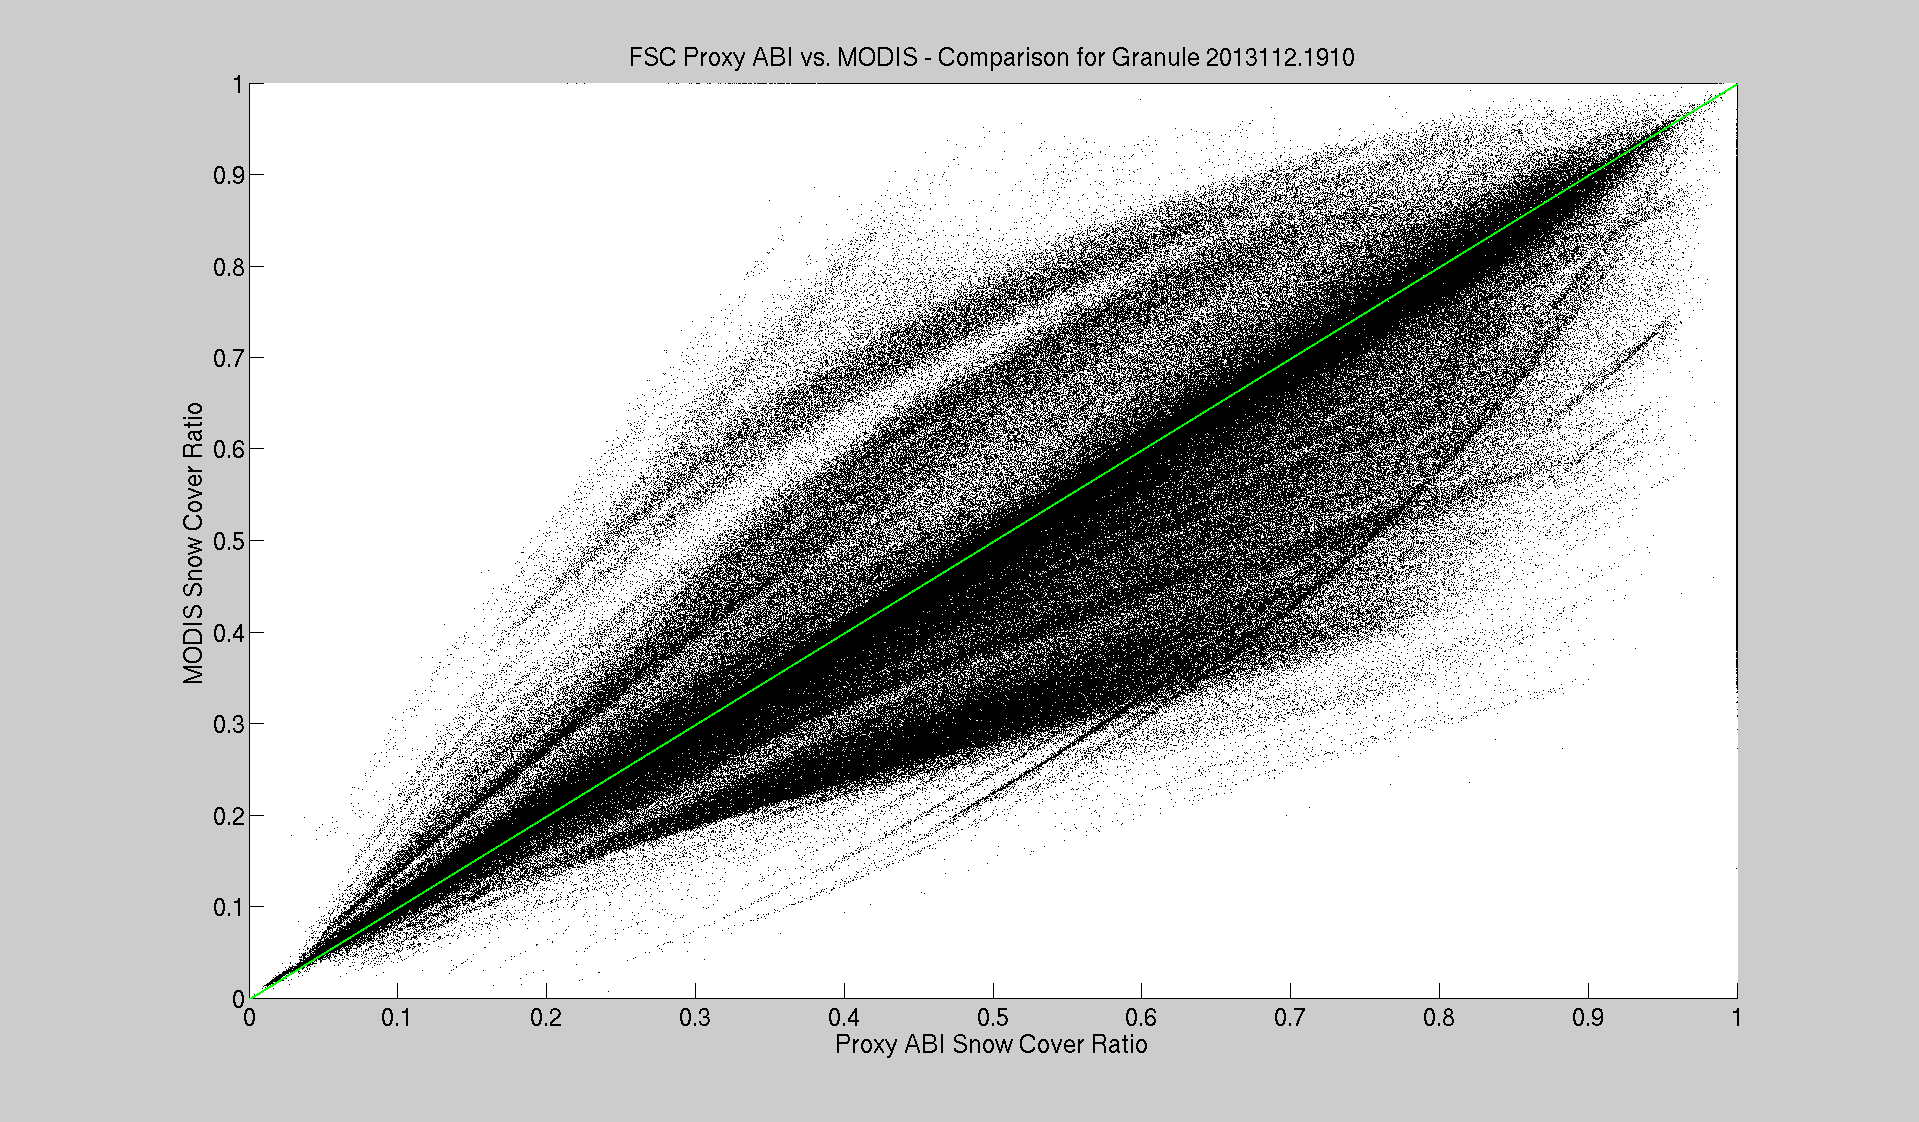 FSC Proxy ABI vs. MODIS - Comparison for Granule 2013112.1910
1
0.9
0.8
0.7
0.6
0.5
0.4
0.3
0.2
0.1
0
MODIS Snow Cover Ratio
0 0.1 0.2 0.3 0.4 0.5 0.6 0.7 0.8 0.9 1
Proxy ABI Snow Cover Ratio